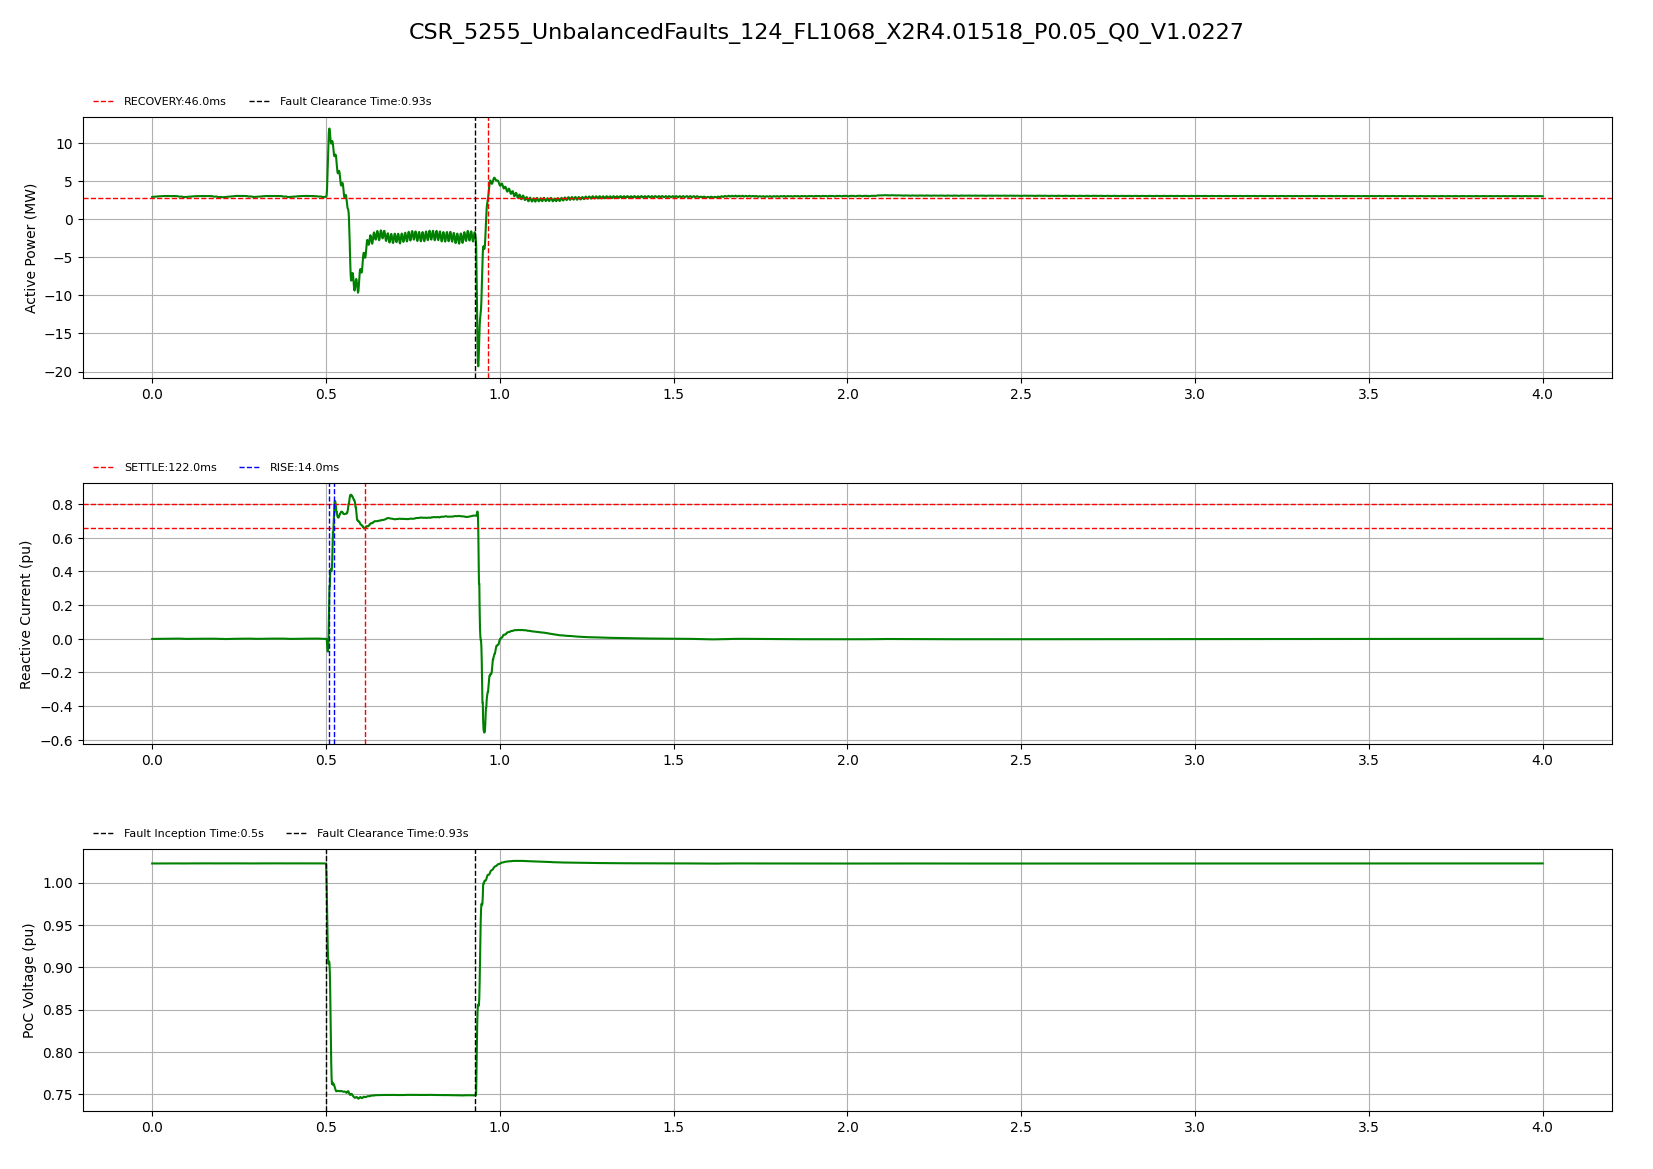 CSR_5255_UnbalancedFaults_124_FL1068_X2R4.01518_P0.05_Q0_V1.0227
RECOVERY:46.0ms Fault Clearance Time:0.93s
Active Power (MW)
10
5
0
−5
−10
−15
−20
0.0 0.5 1.0 1.5 2.0 2.5 3.0 3.5 4.0
SETTLE:122.0ms RISE:14.0ms
Reactive Current (pu)
0.8
0.6
0.4
0.2
0.0
−0.2
−0.4
−0.6
0.0 0.5 1.0 1.5 2.0 2.5 3.0 3.5 4.0
Fault Inception Time:0.5s Fault Clearance Time:0.93s
PoC Voltage (pu)
1.00
0.95
0.90
0.85
0.80
0.75
0.0 0.5 1.0 1.5 2.0 2.5 3.0 3.5 4.0